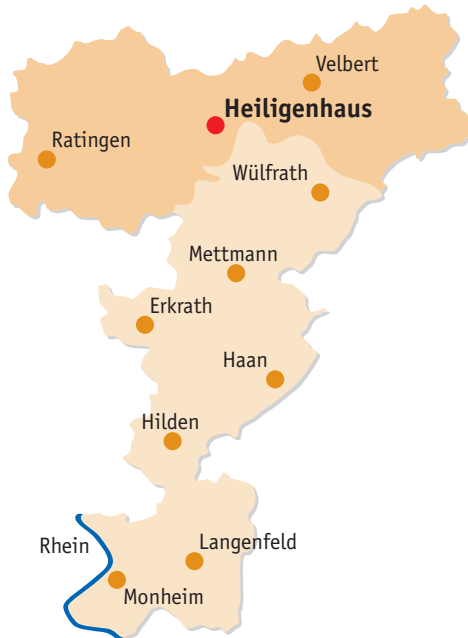 Velbert
Heiligenhaus
Ratingen
Wülfrath
Mettmann
Erkrath
Haan
Hilden
Rhein
Langenfeld
Monheim